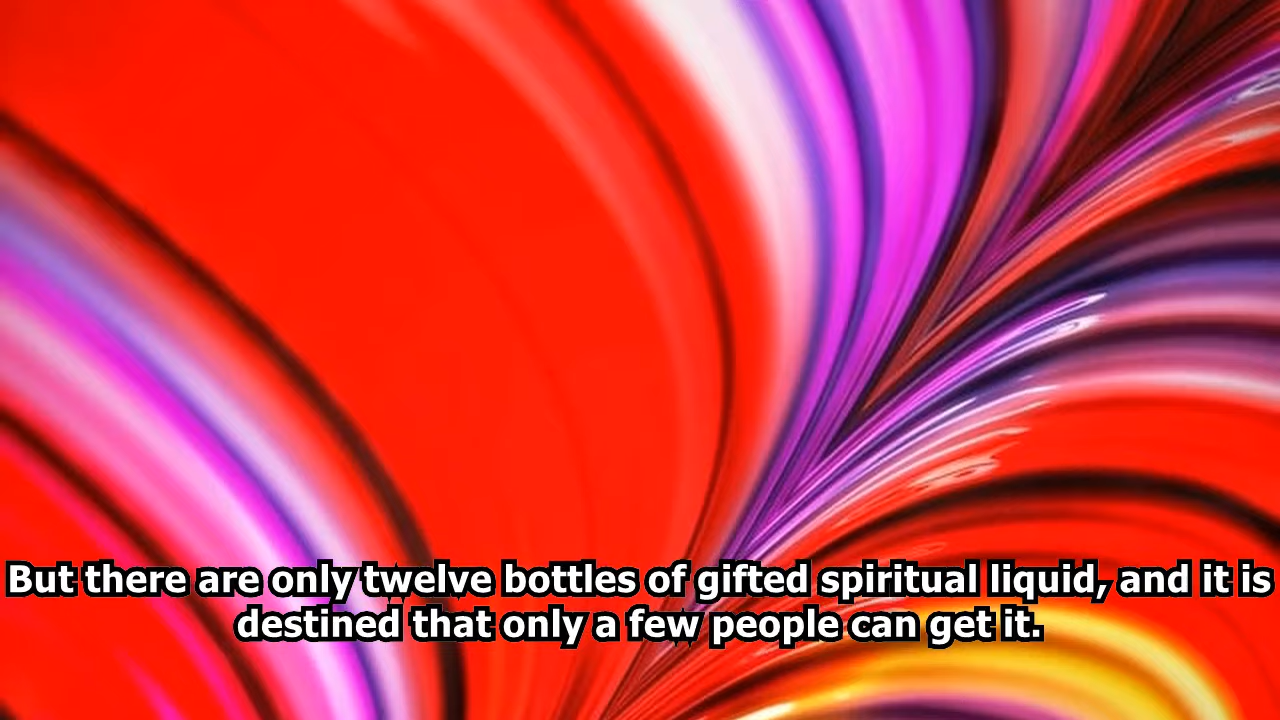 But there are only twelve bottles of gifted spiritual liquid, and it is
destined that only a few people can get it.